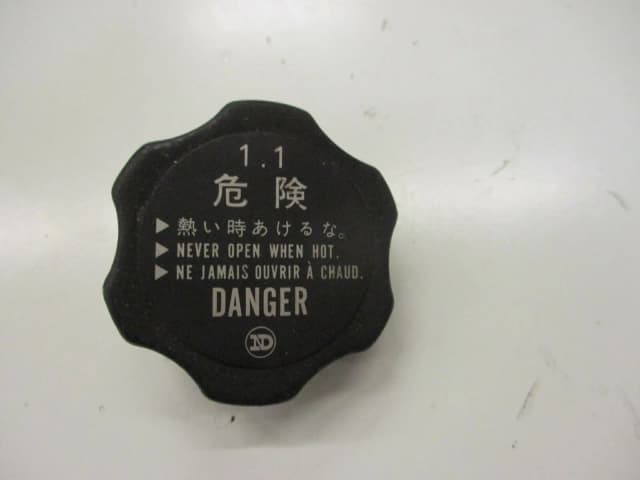 1.1
危険
▶熱い時あけるな。
▶NEVER OPEN WHEN HOT.
▶NE JAMAIS OUVRIR À CHAUD.
DANGER
ND